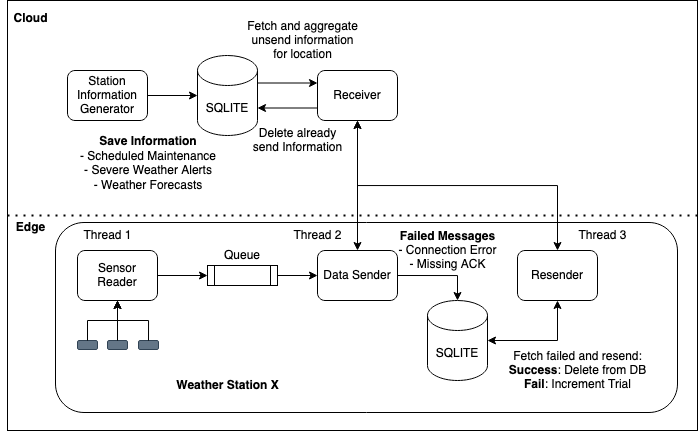 Cloud
Fetch and aggregate
unsend information
for location
Station
Information
Generator
SQLITE
Receiver
Delete already
send Information
Save Information
- Scheduled Maintenance
- Severe Weather Alerts
- Weather Forecasts
Edge
Thread 1
Thread 2
Failed Messages
- Connection Error
- Missing ACK
Thread 3
Sensor
Reader
Queue
Data Sender
Resender
SQLITE
Fetch failed and resend:
Success: Delete from DB
Fail: Increment Trial
Weather Station X